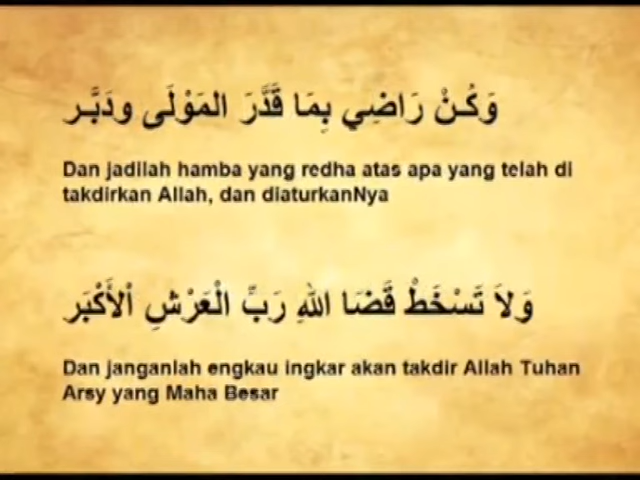 وَكُنْ رَاضِي بِمَا قَدَّرَ المَوْلَى ودَبَّر
Dan jadilah hamba yang redha atas apa yang telah di
takdirkan Allah, dan diaturkanNya
وَلاَ تَسْخَطْ قَضَا اللهِ رَبِّ الْعَرْشِ اْلأَكْبَر
Dan janganlah engkau ingkar akan takdir Allah Tuhan
Arsy yang Maha Besar